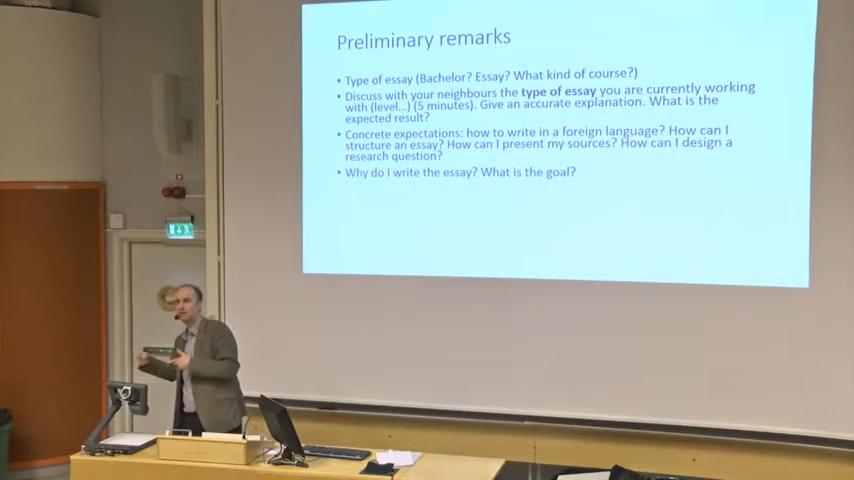 Preliminary remarks
• Type of essay (Bachelor? Essay? What kind of course?)
• Discuss with your neighbours the type of essay you are currently working
with (level...) (5 minutes). Give an accurate explanation. What is the
expected result?
• Concrete expectations: how to write in a foreign language? How can I
structure an essay? How can I present my sources? How can I design a
research question?
• Why do I write the essay? What is the goal?